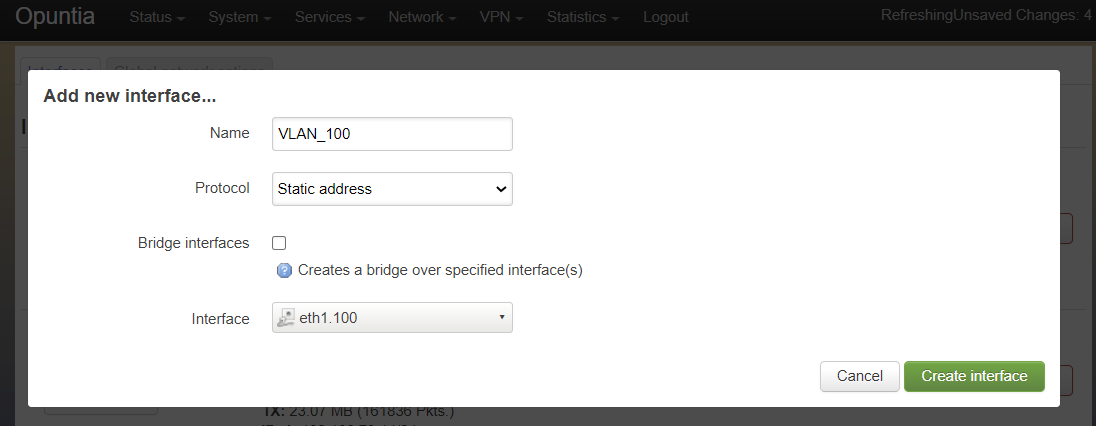 Opuntia Status System Services Network VPN Statistics Logout RefreshingUnsaved Changes: 4
Add new interface...
Name VLAN_100
Protocol Static address
Bridge interfaces
Creates a bridge over specified interface(s)
Interface eth1.100
Cancel Create interface
TX: 23.07 MB (161836 Pkts.)